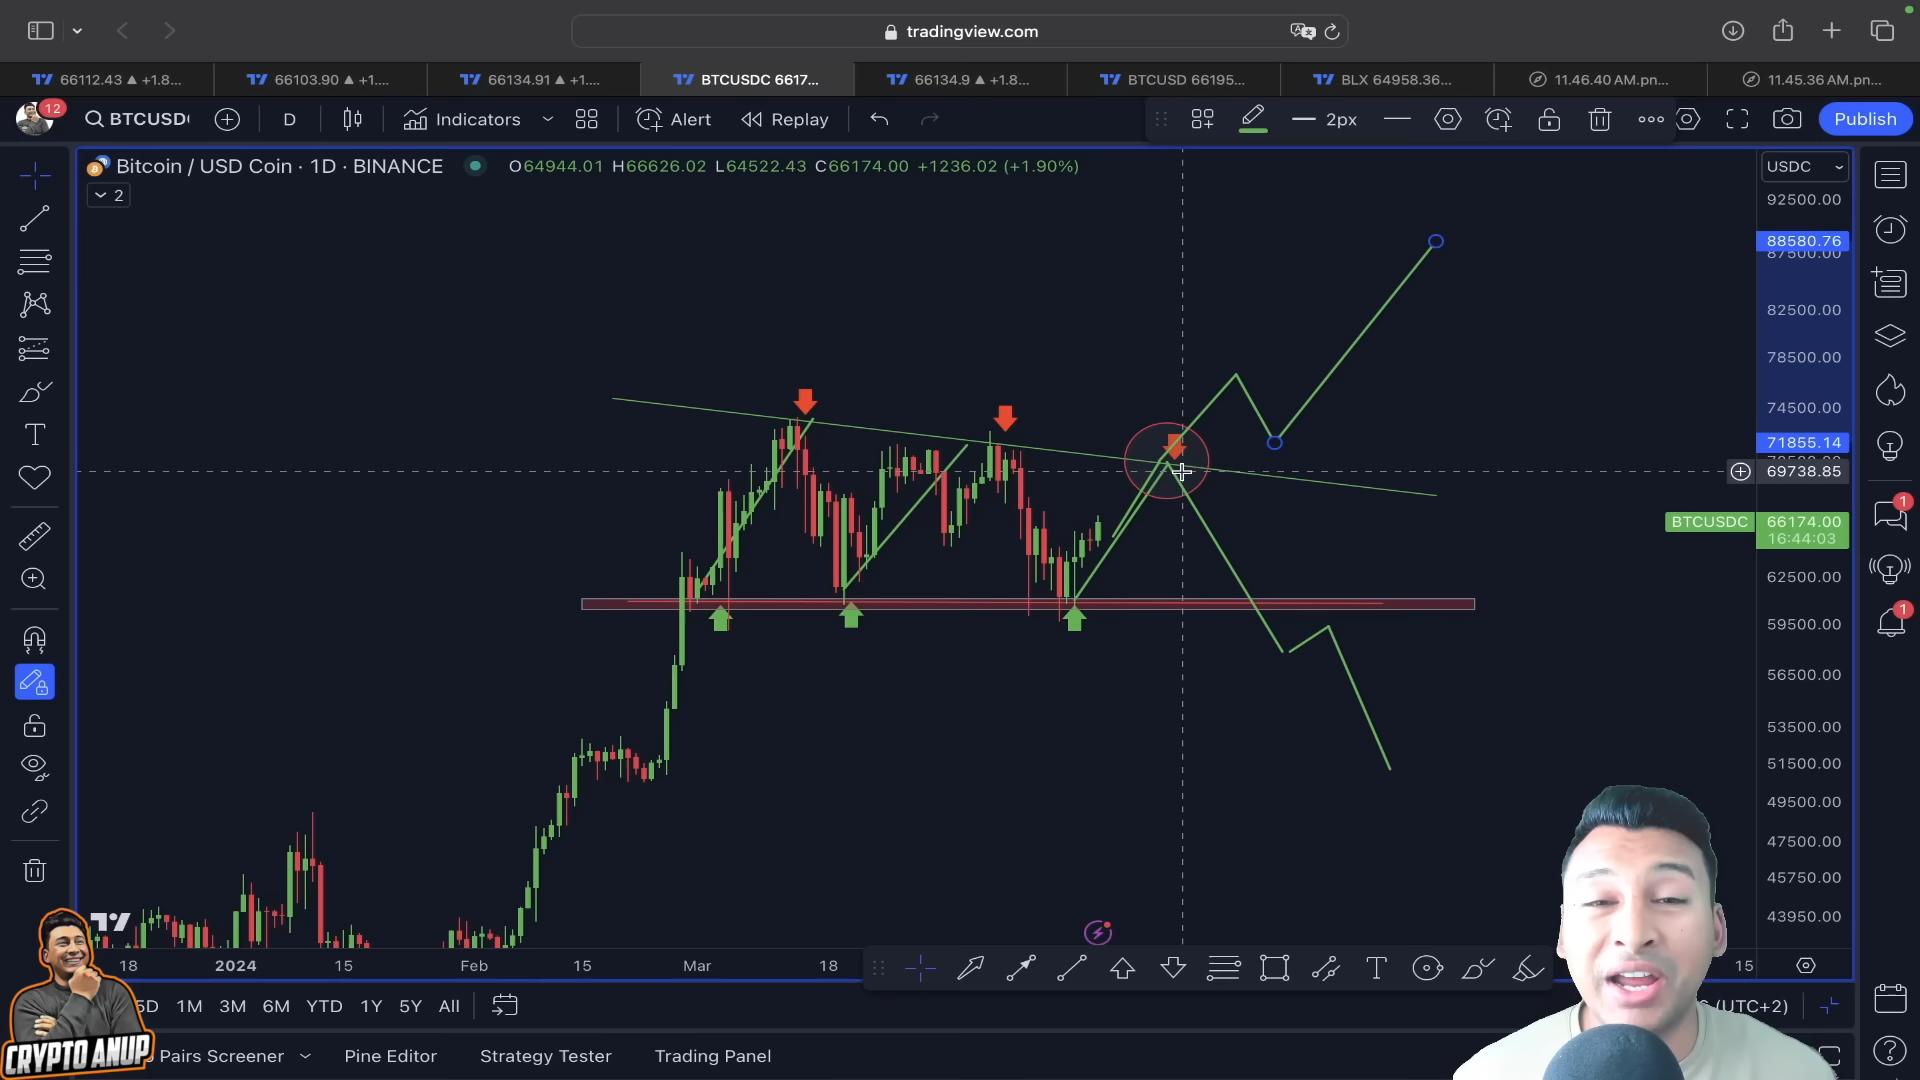 tradingview.com
66112.43 ▲ +1.8...
66103.90 ▲ +1....
66134.91 ▲ +1....
BTCUSDC 6617...
66134.9 ▲ +1.8...
BTCUSD 66195...
BLX 64958.36...
11.46.40 AM.pn...
11.45.36 AM.pn...
12
BTCUSD
D
Indicators
Alert
Replay
2px
Publish
Bitcoin / USD Coin · 1D · BINANCE
O64944.01 H66626.02 L64522.43 C66174.00 +1236.02 (+1.90%)
2
USDC
92500.00
88580.76
87500.00
82500.00
78500.00
74500.00
71855.14
69738.85
BTCUSDC 66174.00
16:44:03
62500.00
59500.00
56500.00
53500.00
51500.00
49500.00
47500.00
45750.00
43950.00
1
1
18
2024
15
Feb
15
Mar
18
15
T
5D 1M 3M 6M YTD 1Y 5Y All
(UTC+2)
CRYPTO ANUP
Pairs Screener
Pine Editor
Strategy Tester
Trading Panel